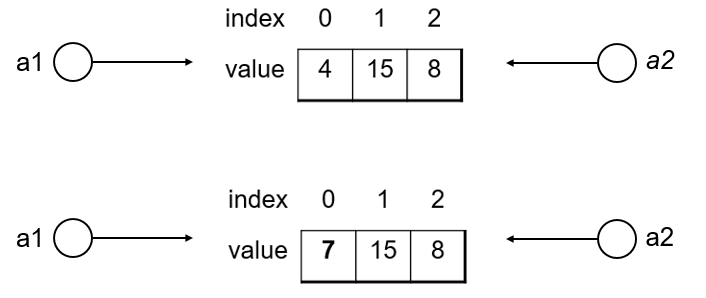 index 0 1 2
a1 value 4 15 8 a2
index 0 1 2
a1 value 7 15 8 a2